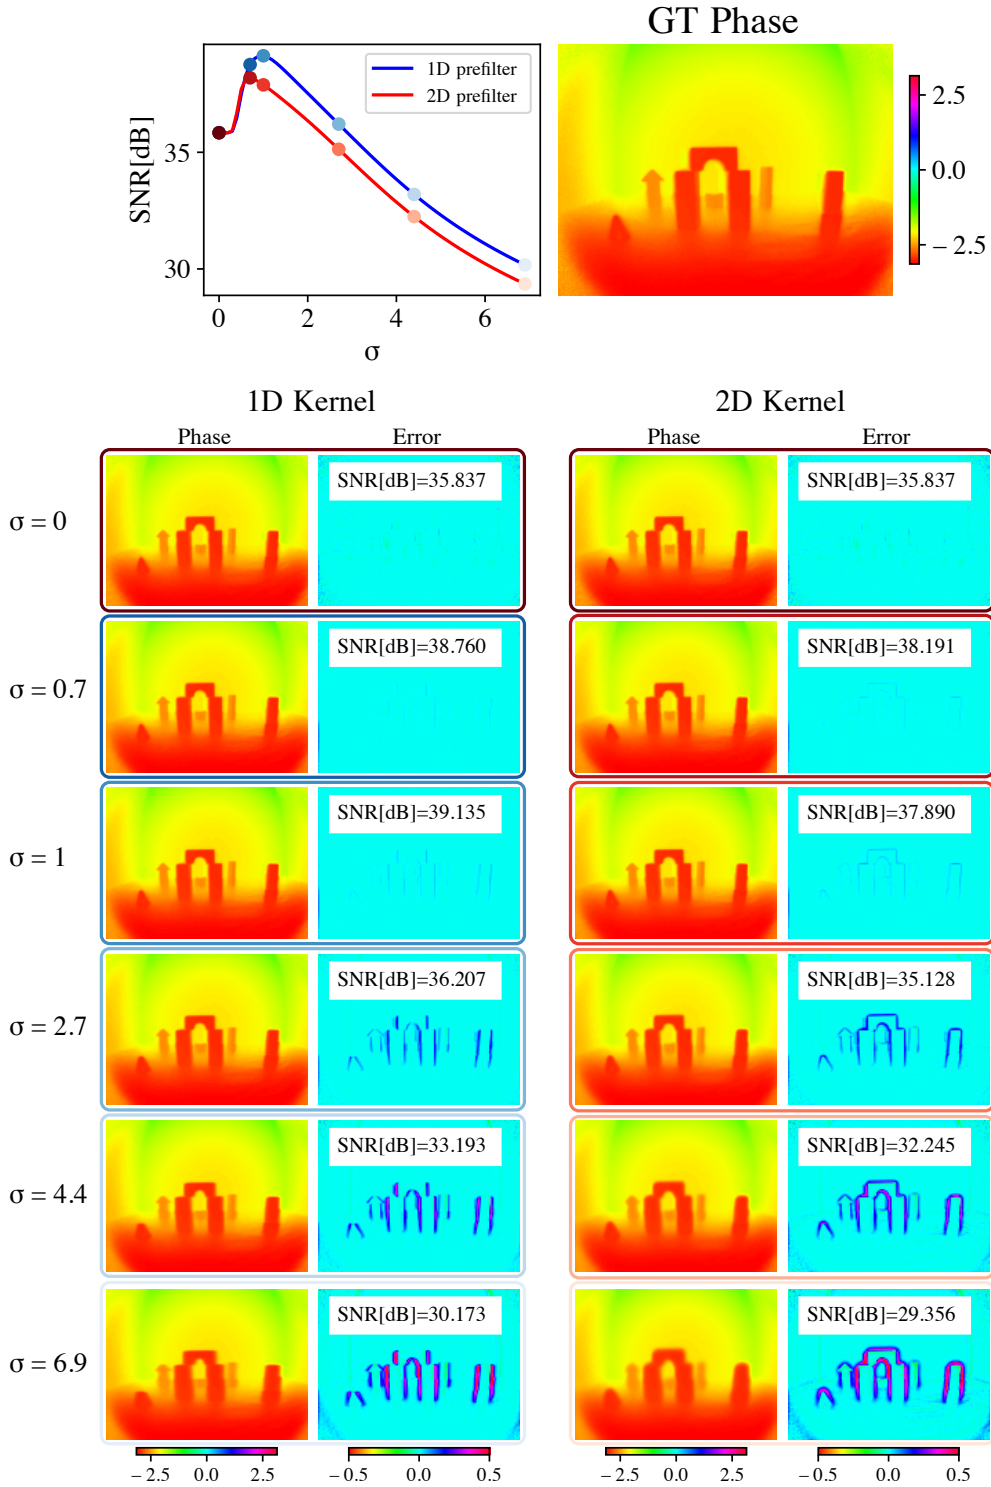 GT Phase
1D prefilter
2D prefilter
SNR[dB]
35
30
0 2 4 6
σ
2.5
0.0
−2.5
1D Kernel 2D Kernel
Phase Error Phase Error
σ = 0 SNR[dB]=35.837 SNR[dB]=35.837
σ = 0.7 SNR[dB]=38.760 SNR[dB]=38.191
σ = 1 SNR[dB]=39.135 SNR[dB]=37.890
σ = 2.7 SNR[dB]=36.207 SNR[dB]=35.128
σ = 4.4 SNR[dB]=33.193 SNR[dB]=32.245
σ = 6.9 SNR[dB]=30.173 SNR[dB]=29.356
−2.5 0.0 2.5 −0.5 0.0 0.5 −2.5 0.0 2.5 −0.5 0.0 0.5